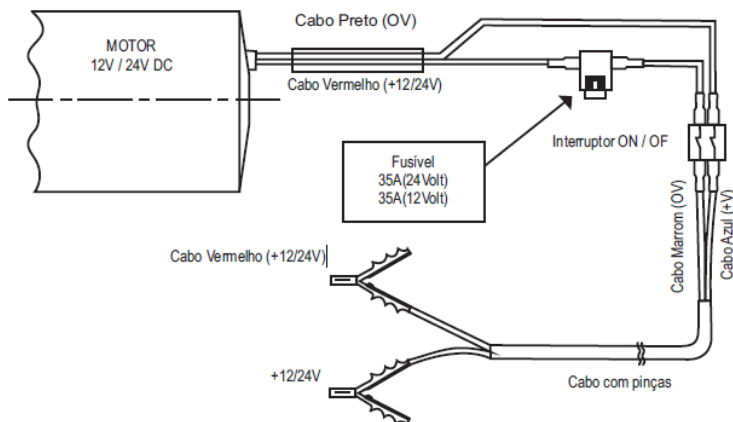 Cabo Preto (OV)
MOTOR
12V / 24V DC
Cabo Vermelho (+12/24V)
Interruptor ON / OF
Fusível
35A(24Volt)
35A(12Volt)
Cabo Marrom (OV)
Cabo Azul (+V)
Cabo Vermelho (+12/24V)
+12/24V
Cabo com pinças